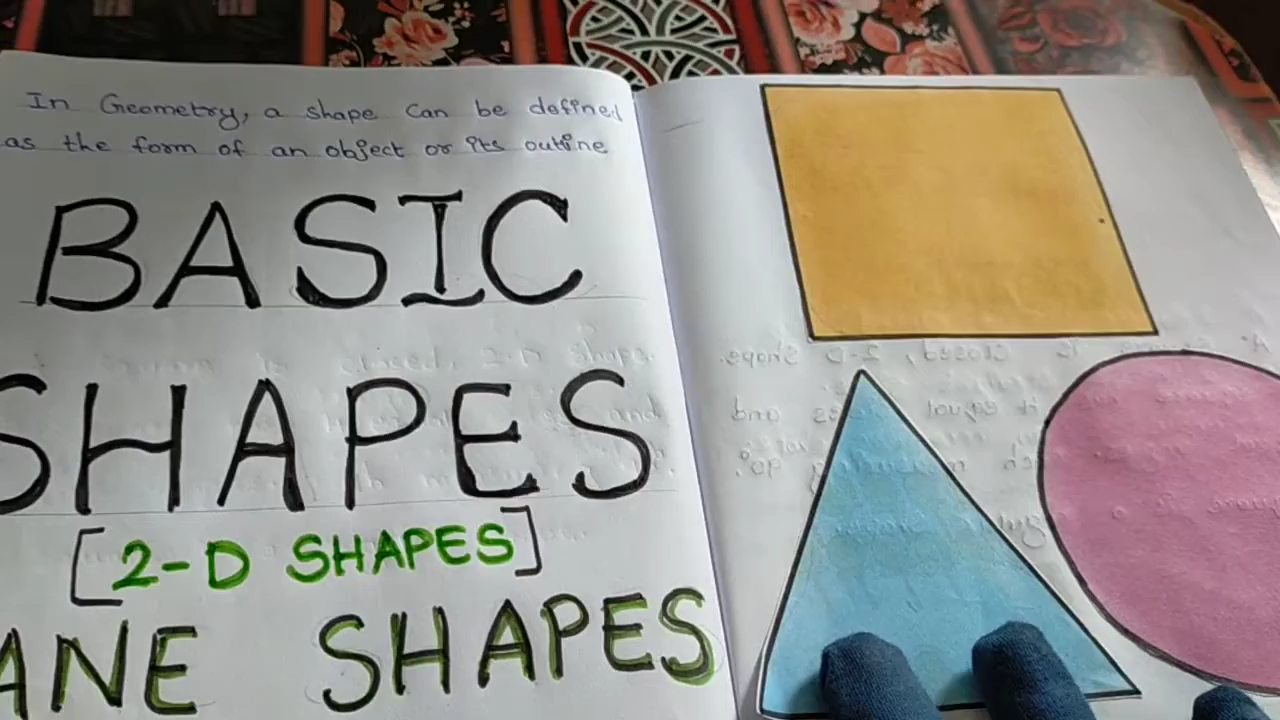 In Geometry, a shape can be defined
as the form of an object or its outline
BASIC
SHAPES
[2-D SHAPES]
ANE SHAPES